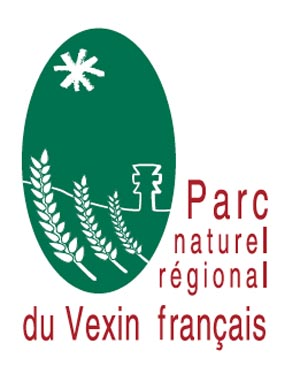 Parc
naturel
régional
du Vexin français